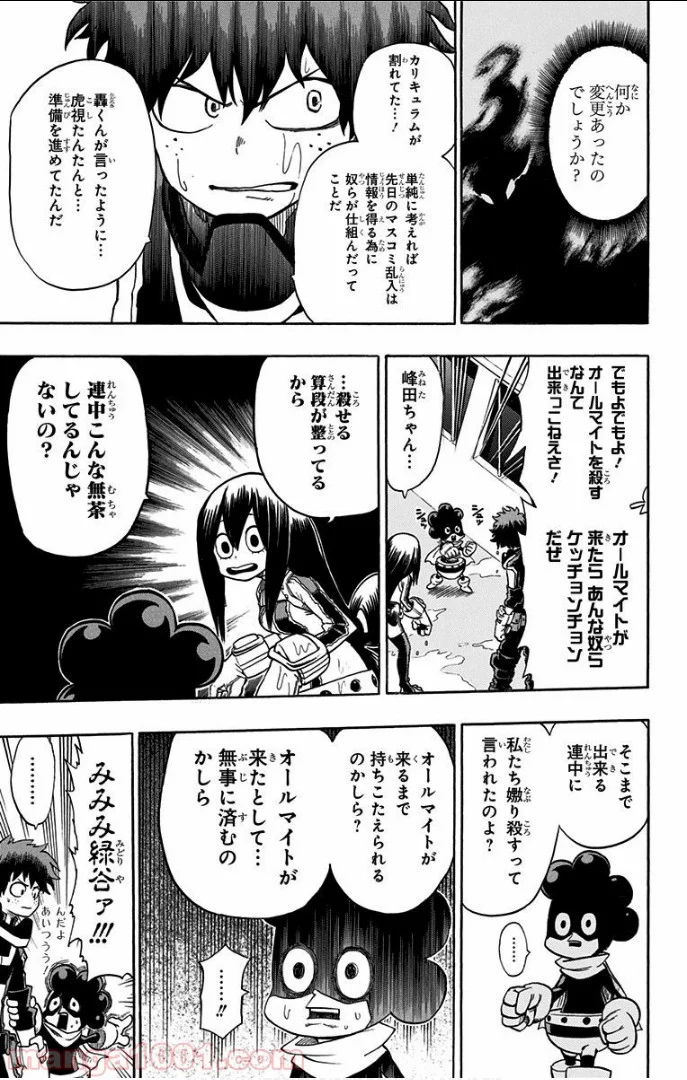 何か
変更あったの
でしょうか？
カリキュラムが
割れてた…！
単純に考えれば
先日のマスコミ乱入は
情報を得る為に
奴らが仕組んだって
ことだ
轟くんが言ったように…
虎視たんたんと…
準備を進めてたんだ
でもよでもよ！
オールマイトを殺す
なんて
出来っこねえさ！
オールマイトが
来たら あんな奴ら
ケッチョンチョン
だぜ
峰田ちゃん…
…殺せる
算段が整ってる
から
連中こんな無茶
してるんじゃ
ないの？
そこまで
出来る
連中に
私たち嬲り殺すって
言われたのよ？
……
オールマイトが
来るまで
持ちこたえられる
のかしら？
オールマイトが
来たとして…
無事に済むの
かしら
……!!
みみみ緑谷ァ!!!
んだよ
あいつうう！
………
manga1001.com